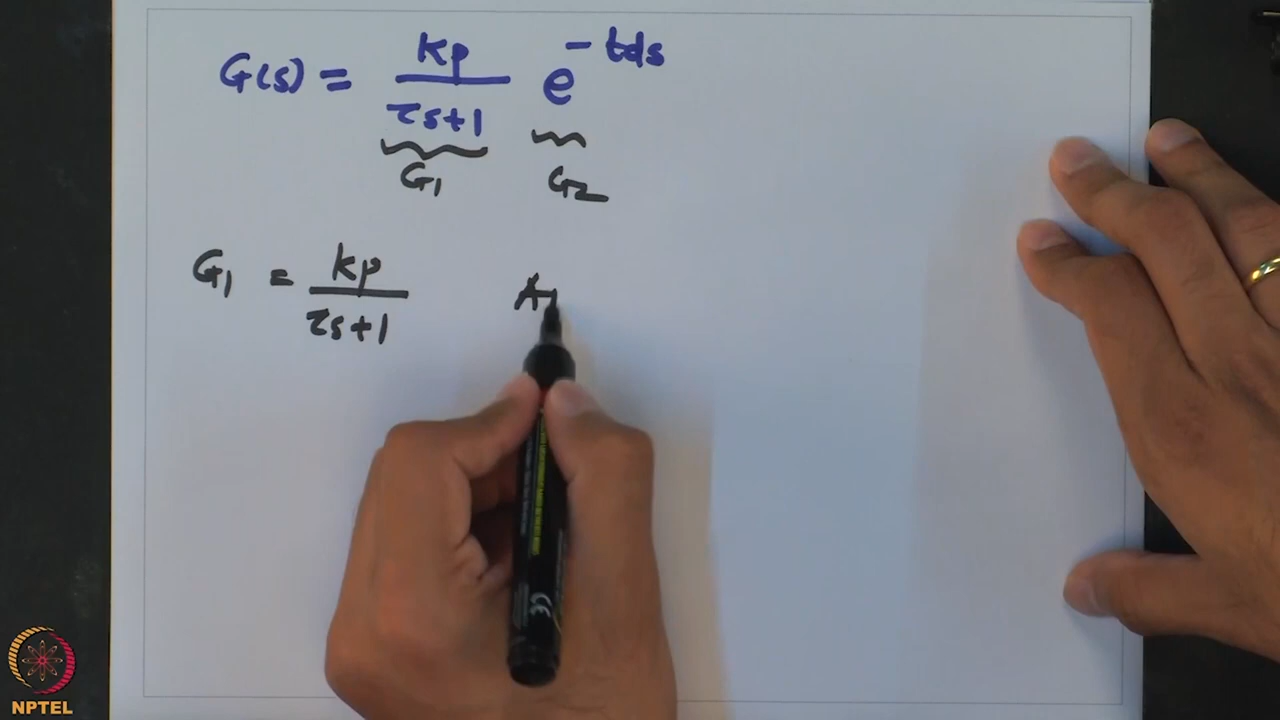 G(s) = kp/τs+1 e^-tds
G1 G2
G1 = kp/τs+1
NPTEL